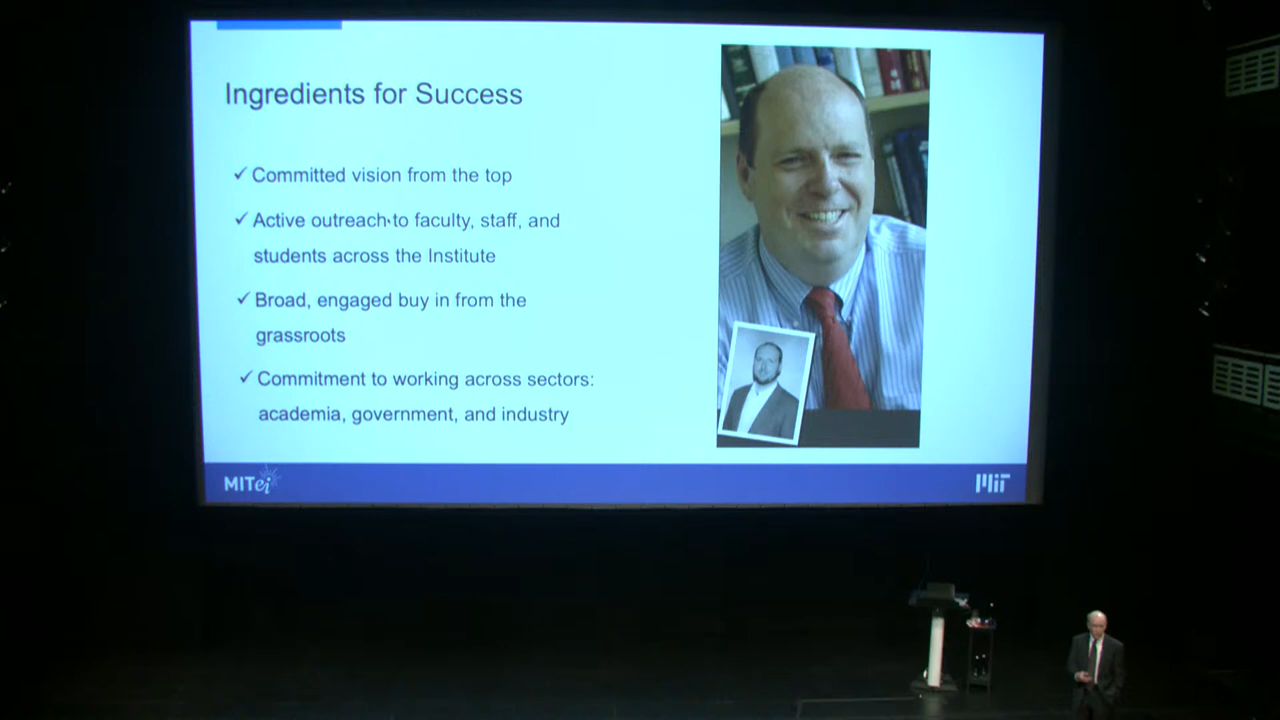 Ingredients for Success
✓ Committed vision from the top
✓ Active outreach to faculty, staff, and
students across the Institute
✓ Broad, engaged buy in from the
grassroots
✓ Commitment to working across sectors:
academia, government, and industry
MITei
MIT